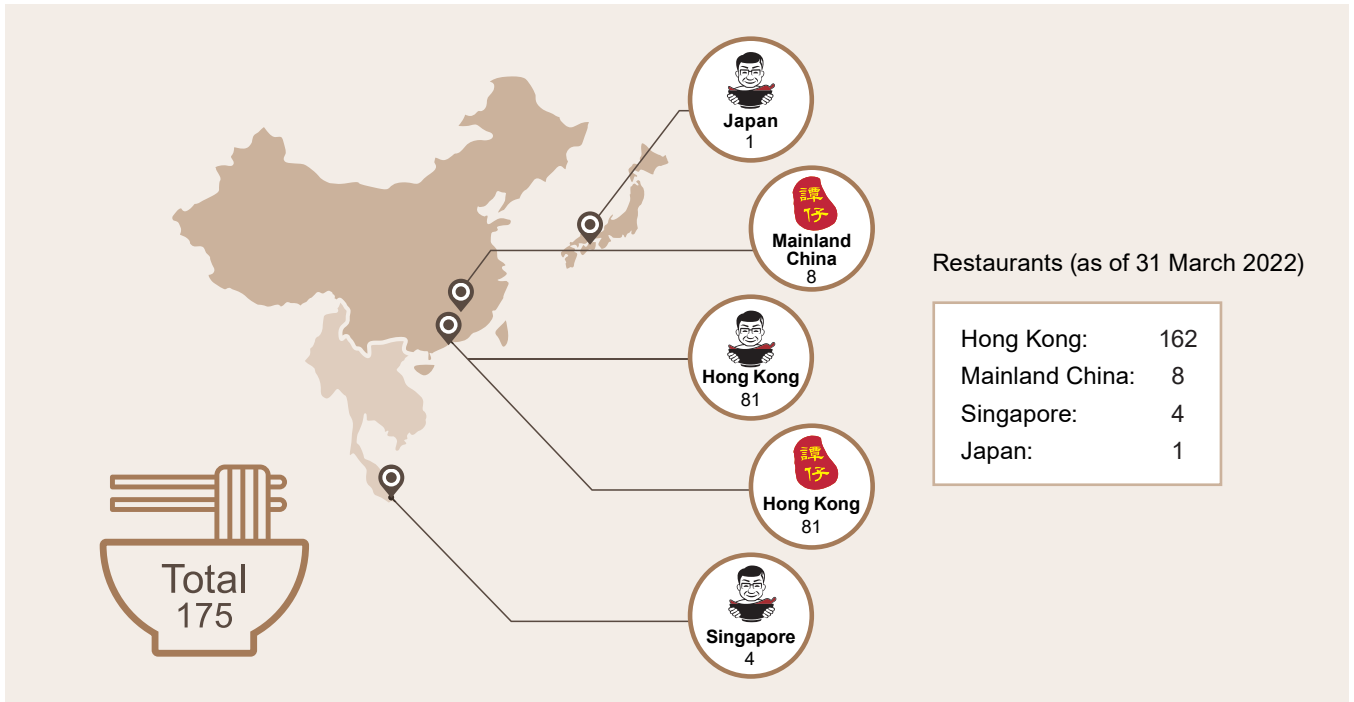 Japan
1
譚
仔
Mainland
China
8
Hong Kong
81
譚
仔
Hong Kong
81
Singapore
4
Restaurants (as of 31 March 2022)
Hong Kong: 162
Mainland China: 8
Singapore: 4
Japan: 1
Total
175